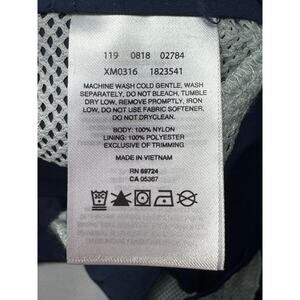 119 0818 02784
XM0316 1823541
MACHINE WASH COLD GENTLE, WASH
SEPARATELY, DO NOT BLEACH, TUMBLE
DRY LOW, REMOVE PROMPTLY, IRON
LOW, DO NOT USE FABRIC SOFTENER,
DO NOT DRYCLEAN.
BODY: 100% NYLON
LINING: 100% POLYESTER
EXCLUSIVE OF TRIMMING
MADE IN VIETNAM
RN 69724
CA 05367